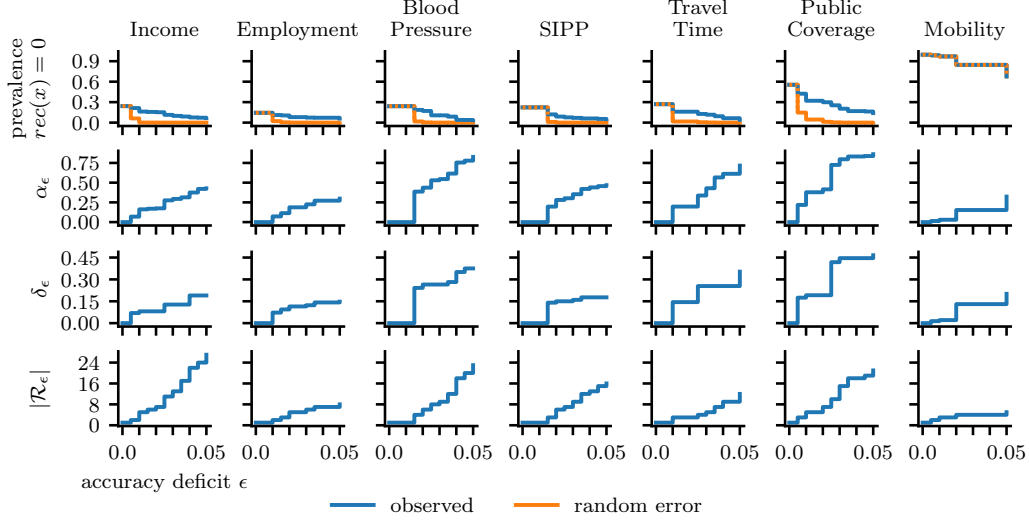 Income Employment Blood Pressure SIPP Travel Time Public Coverage Mobility
prevalence
rec(x) = 0
0.9
0.6
0.3
0.0
α_ϵ
0.75
0.50
0.25
0.00
δ_ϵ
0.45
0.30
0.15
0.00
|ℛ_ϵ|
24
16
8
0
0.0 0.05 0.0 0.05 0.0 0.05 0.0 0.05 0.0 0.05 0.0 0.05 0.0 0.05
accuracy deficit ϵ
observed random error